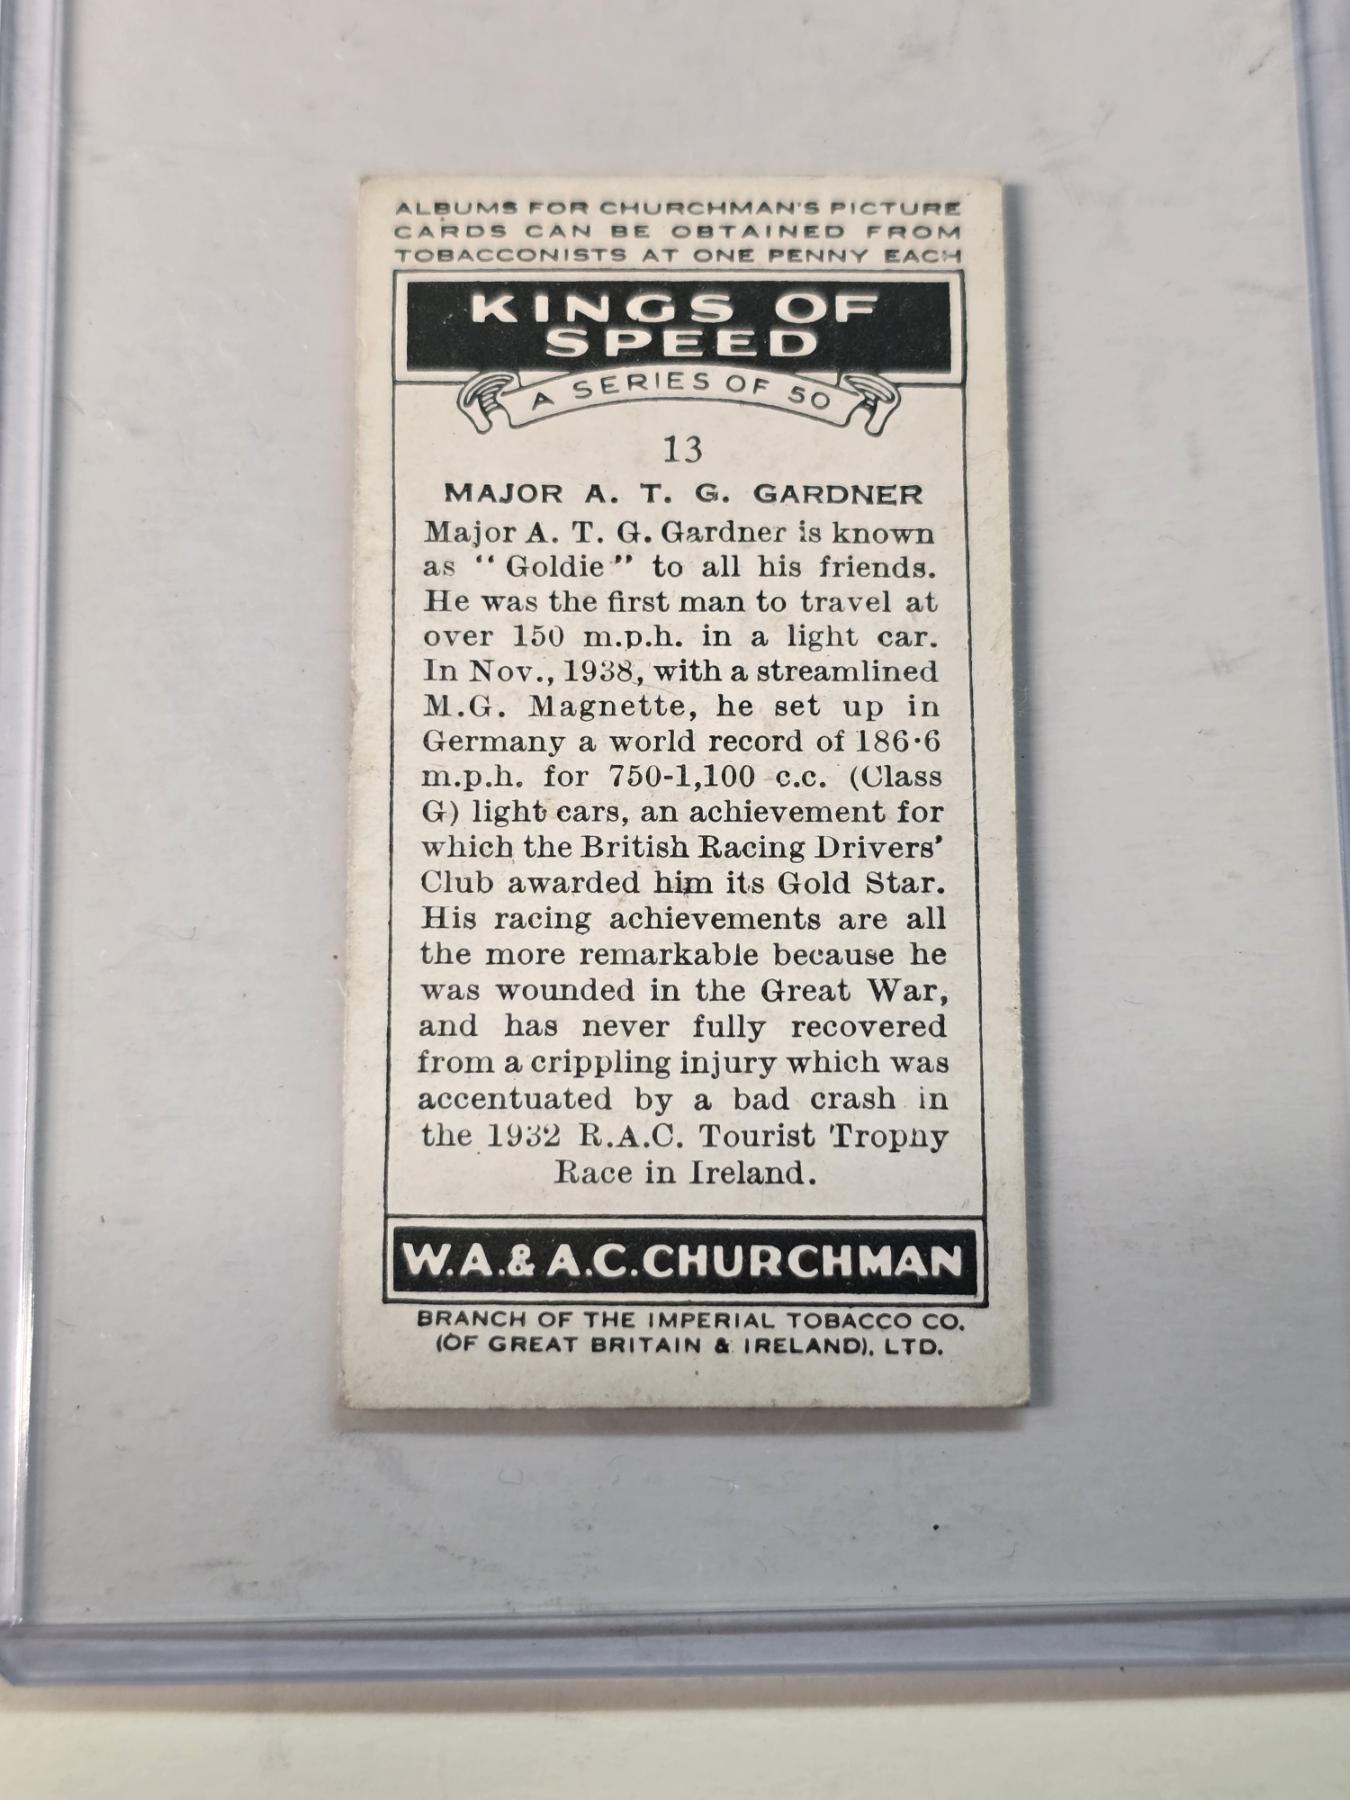 ALBUMS FOR CHURCHMAN'S PICTURE
CARDS CAN BE OBTAINED FROM
TOBACCONISTS AT ONE PENNY EACH
KINGS OF
SPEED
A SERIES OF 50
13
MAJOR A. T. G. GARDNER
Major A. T. G. Gardner is known
as “Goldie” to all his friends.
He was the first man to travel at
over 150 m.p.h. in a light car.
In Nov., 1938, with a streamlined
M.G. Magnette, he set up in
Germany a world record of 186·6
m.p.h. for 750-1,100 c.c. (Class
G) light cars, an achievement for
which the British Racing Drivers’
Club awarded him its Gold Star.
His racing achievements are all
the more remarkable because he
was wounded in the Great War,
and has never fully recovered
from a crippling injury which was
accentuated by a bad crash in
the 1932 R.A.C. Tourist Trophy
Race in Ireland.
W.A.& A.C.CHURCHMAN
BRANCH OF THE IMPERIAL TOBACCO CO.
(OF GREAT BRITAIN & IRELAND), LTD.